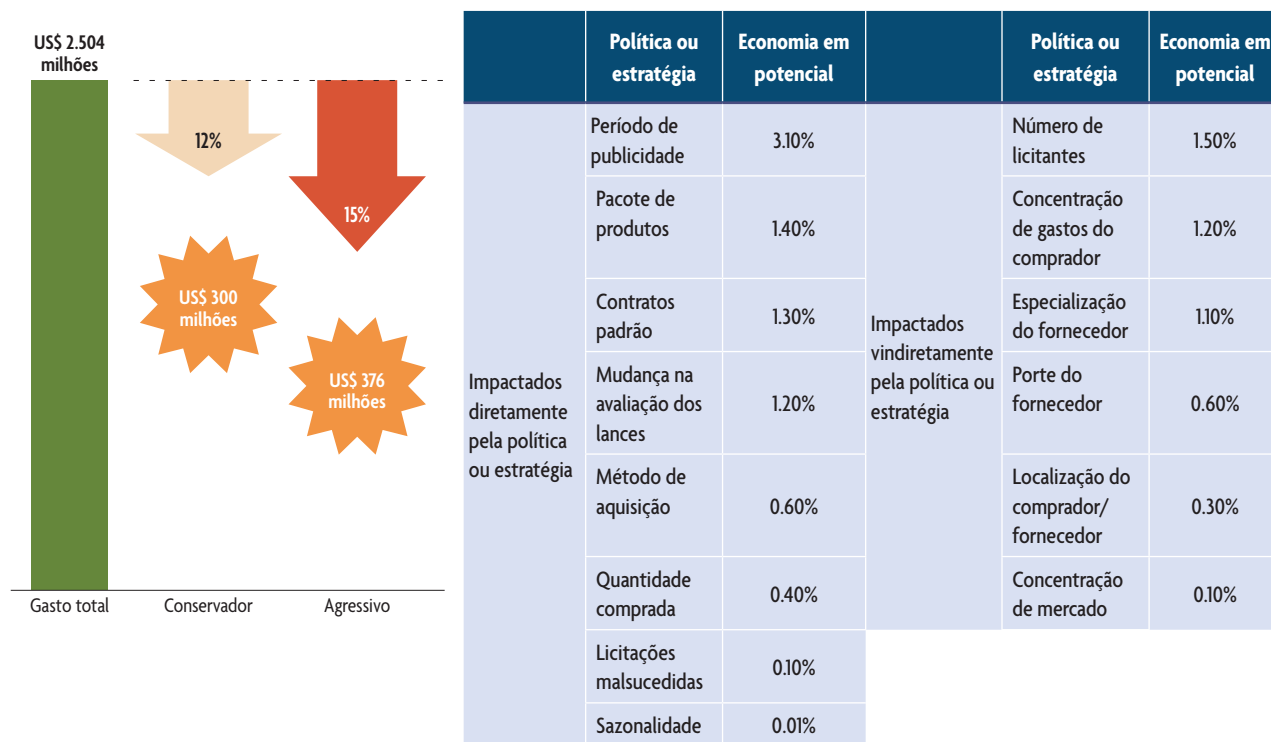 US$ 2.504
milhões
12%
15%
US$ 300
milhões
US$ 376
milhões
Gasto total
Conservador
Agressivo
Política ou
estratégia
Economia em
potencial
Política ou
estratégia
Economia em
potencial
Impactados
diretamente
pela política
ou estratégia
Período de
publicidade
3.10%
Pacote de
produtos
1.40%
Contratos
padrão
1.30%
Mudança na
avaliação dos
lances
1.20%
Método de
aquisição
0.60%
Quantidade
comprada
0.40%
Licitações
malsucedidas
0.10%
Sazonalidade
0.01%
Impactados
vindiretamente
pela política ou
estratégia
Número de
licitantes
1.50%
Concentração
de gastos do
comprador
1.20%
Especialização
do fornecedor
1.10%
Porte do
fornecedor
0.60%
Localização do
comprador/
fornecedor
0.30%
Concentração
de mercado
0.10%